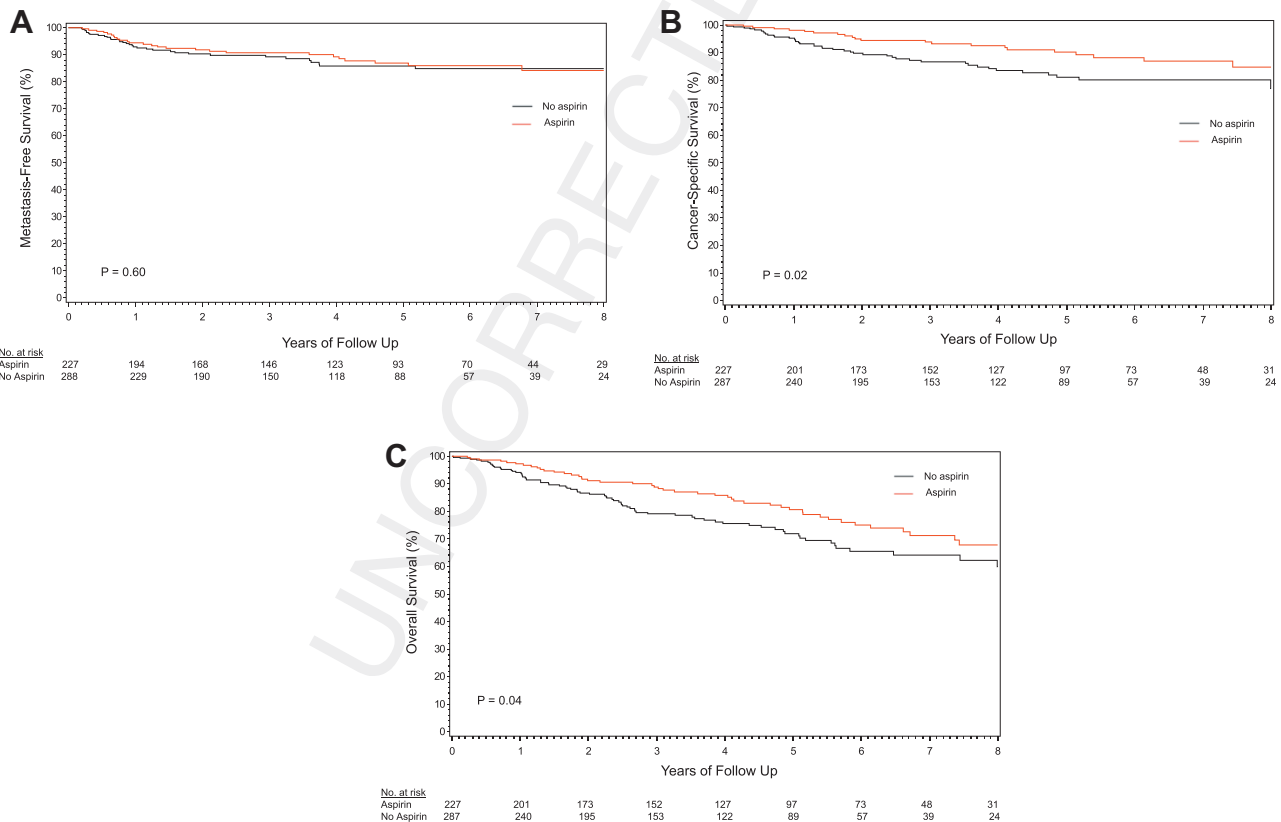 A
Metastasis-Free Survival (%)
100
90
80
70
60
50
40
30
20
10
0
No aspirin
Aspirin
P = 0.60
0 1 2 3 4 5 6 7 8
Years of Follow Up
No. at risk
Aspirin 227 194 168 146 123 93 70 44 29
No Aspirin 288 229 190 150 118 88 57 39 24
B
Cancer-Specific Survival (%)
100
90
80
70
60
50
40
30
20
10
0
No aspirin
Aspirin
P = 0.02
0 1 2 3 4 5 6 7 8
Years of Follow Up
No. at risk
Aspirin 227 201 173 152 127 97 73 48 31
No Aspirin 287 240 195 153 122 89 57 39 24
C
Overall Survival (%)
100
90
80
70
60
50
40
30
20
10
0
No aspirin
Aspirin
P = 0.04
0 1 2 3 4 5 6 7 8
Years of Follow Up
No. at risk
Aspirin 227 201 173 152 127 97 73 48 31
No Aspirin 287 240 195 153 122 89 57 39 24